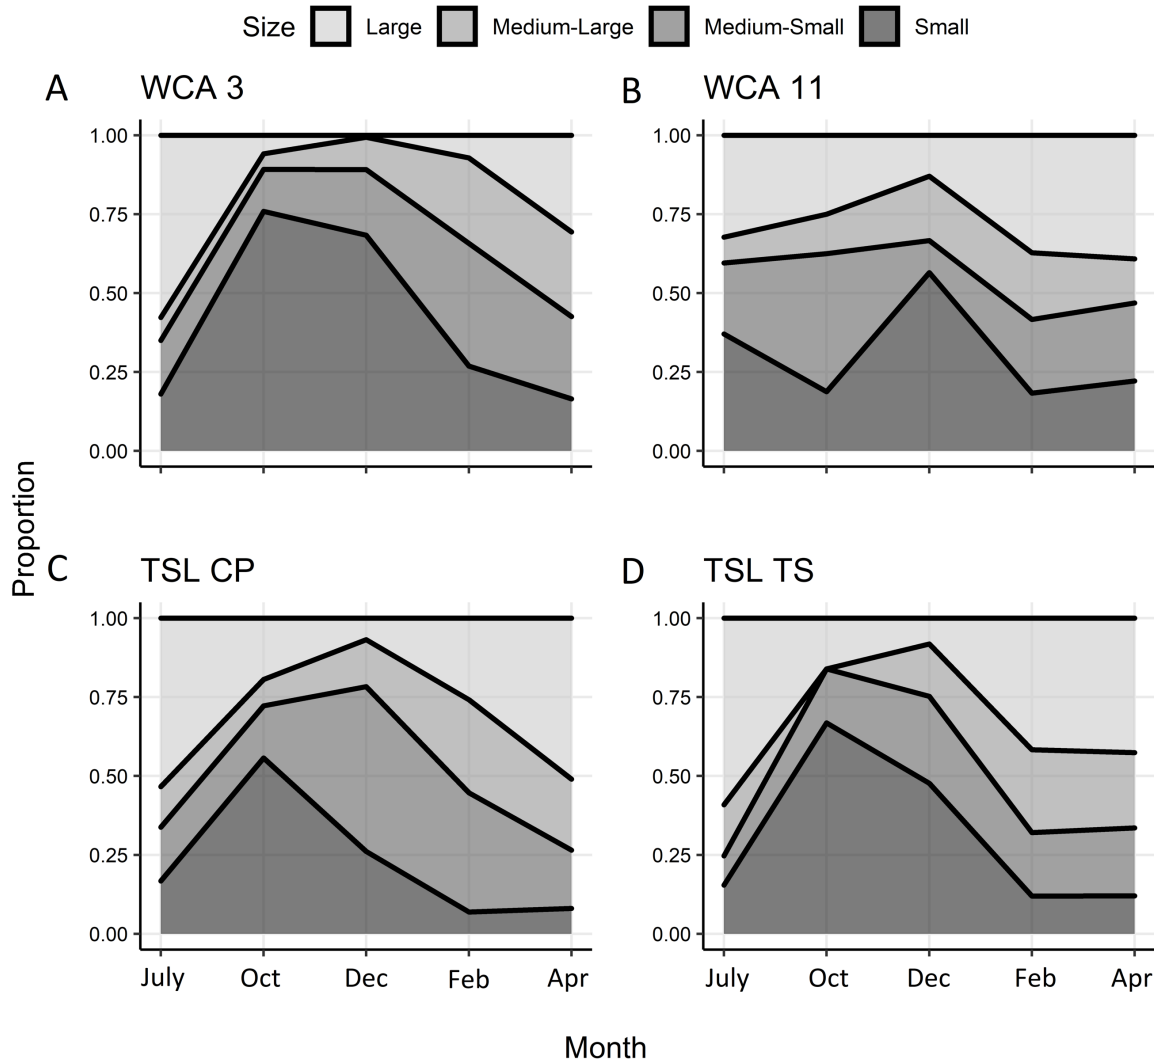 Size Large Medium-Large Medium-Small Small
A WCA 3
1.00
0.75
0.50
0.25
0.00
B WCA 11
1.00
0.75
0.50
0.25
0.00
Proportion
C TSL CP
1.00
0.75
0.50
0.25
0.00
July Oct Dec Feb Apr
D TSL TS
1.00
0.75
0.50
0.25
0.00
July Oct Dec Feb Apr
Month